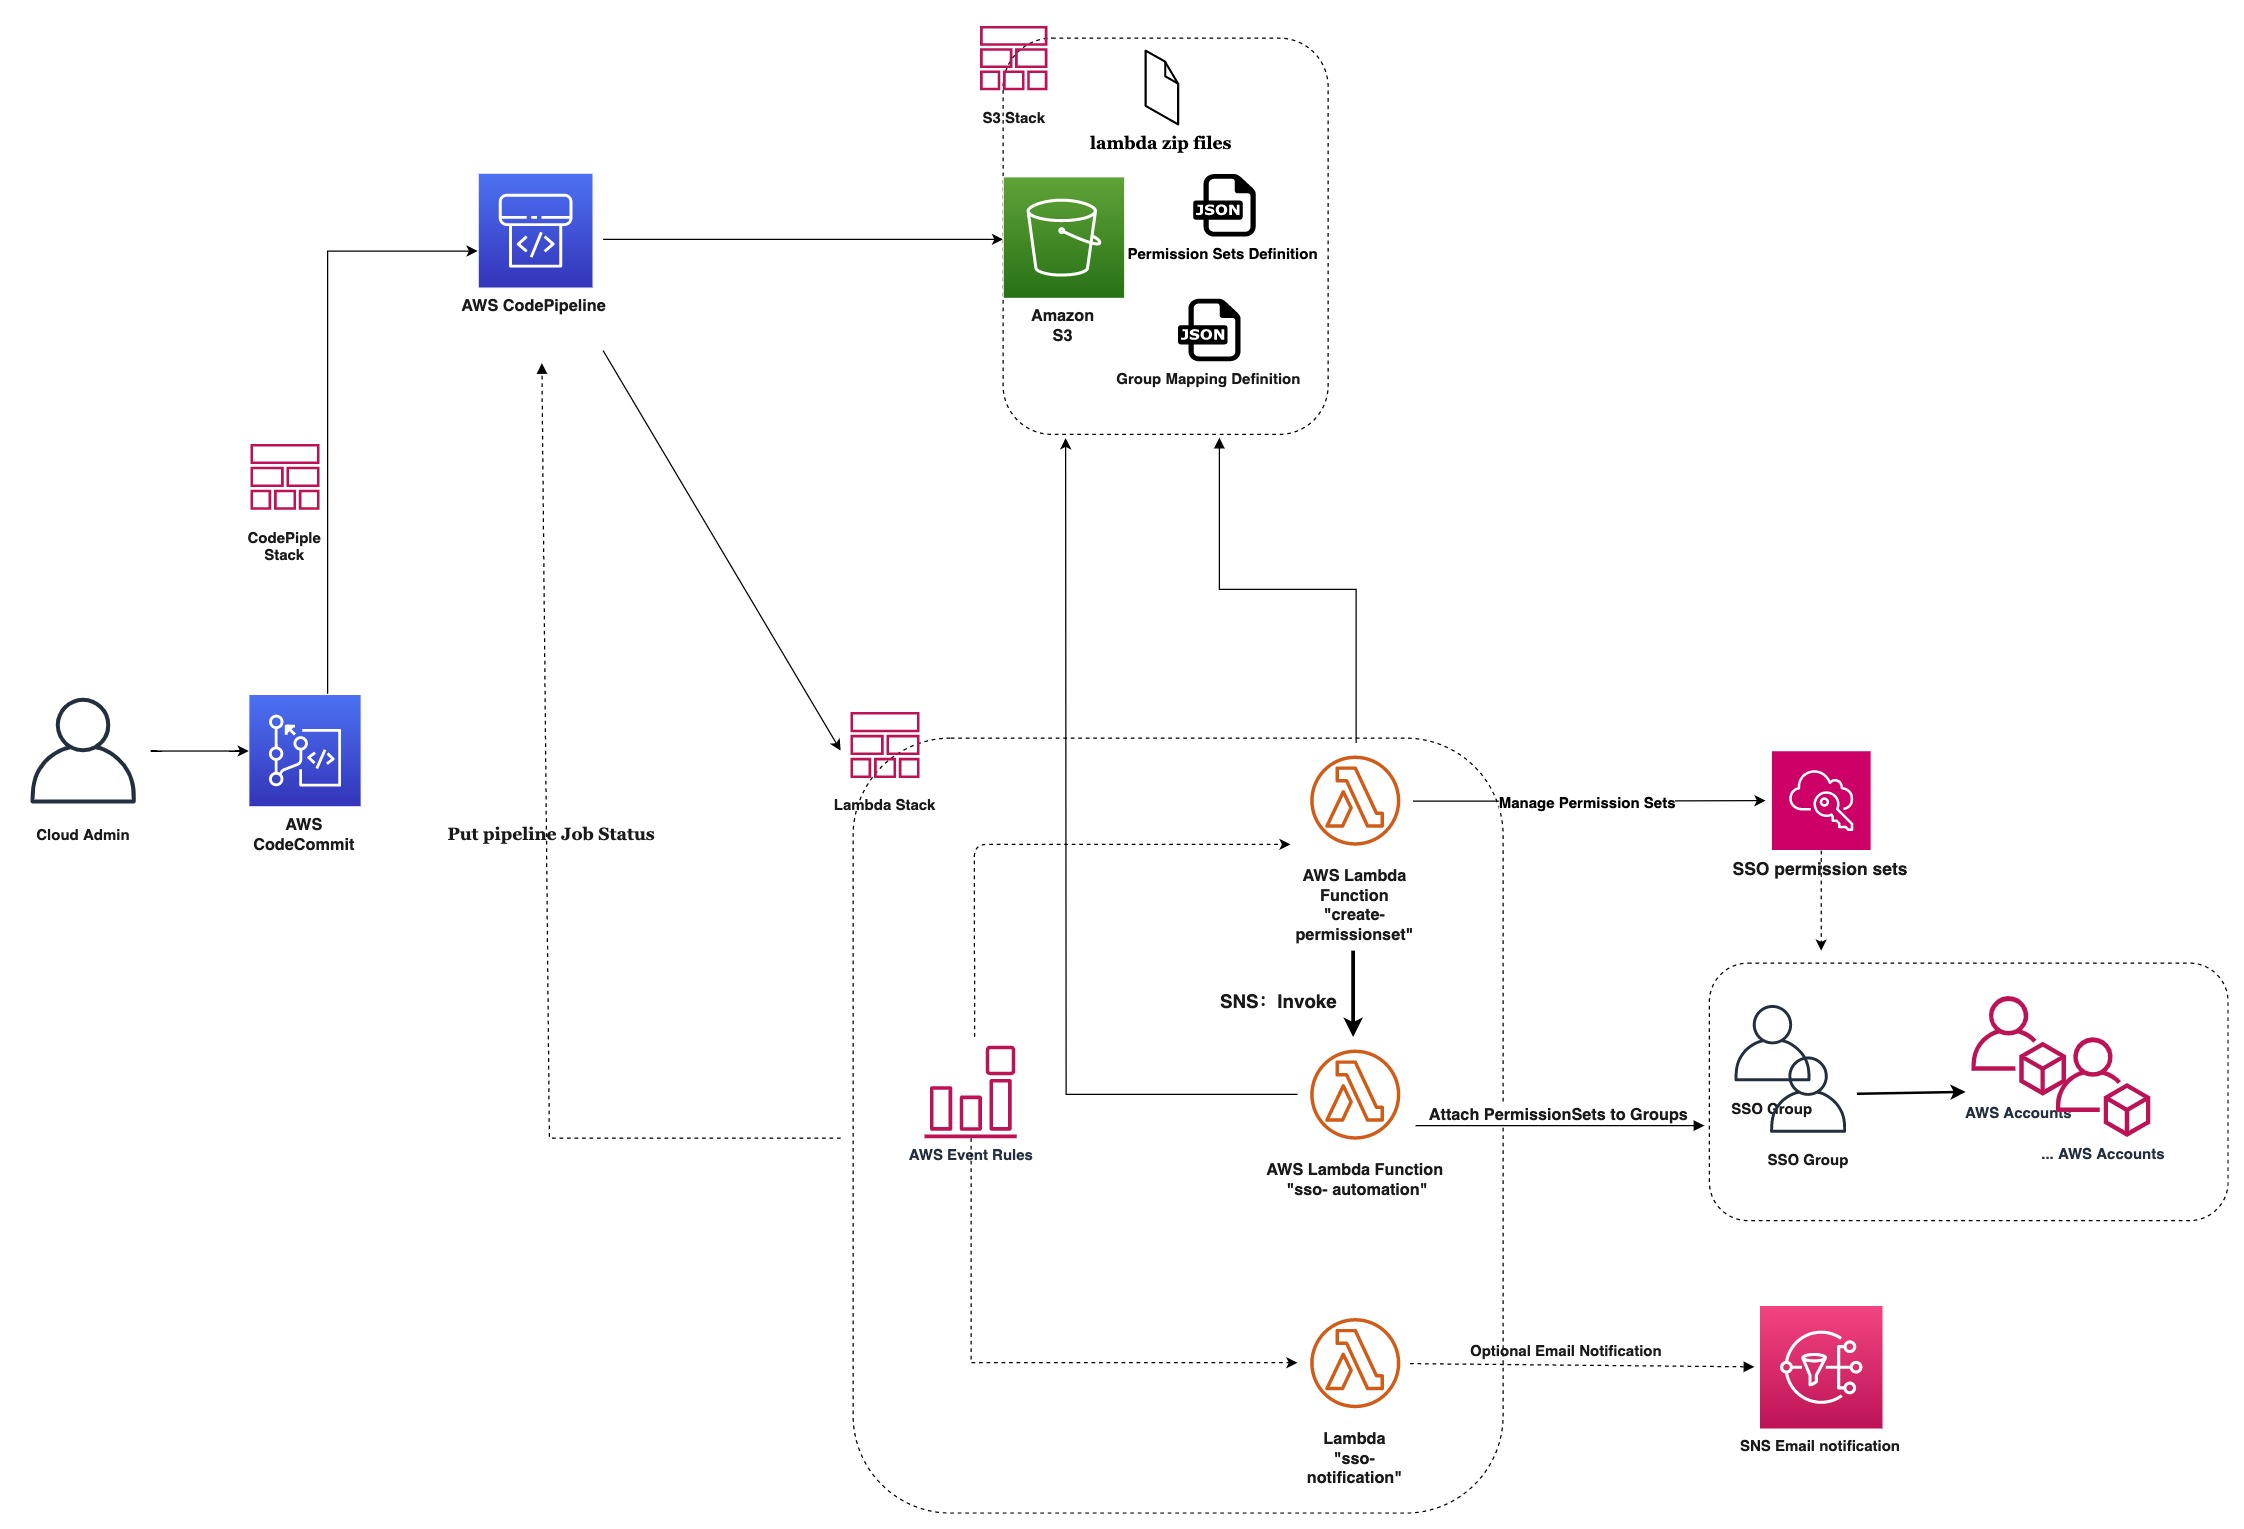 S3 Stack
lambda zip files
JSON
Permission Sets Definition
AWS CodePipeline
Amazon
S3
JSON
Group Mapping Definition
CodePiple
Stack
Cloud Admin
AWS
CodeCommit
Put pipeline Job Status
Lambda Stack
Manage Permission Sets
SSO permission sets
AWS Lambda
Function
"create-
permissionset"
SNS: Invoke
AWS Event Rules
Attach PermissionSets to Groups
AWS Lambda Function
"sso- automation"
SSO Group
SSO Group
AWS Accounts
... AWS Accounts
Optional Email Notification
Lambda
"sso-
notification"
SNS Email notification